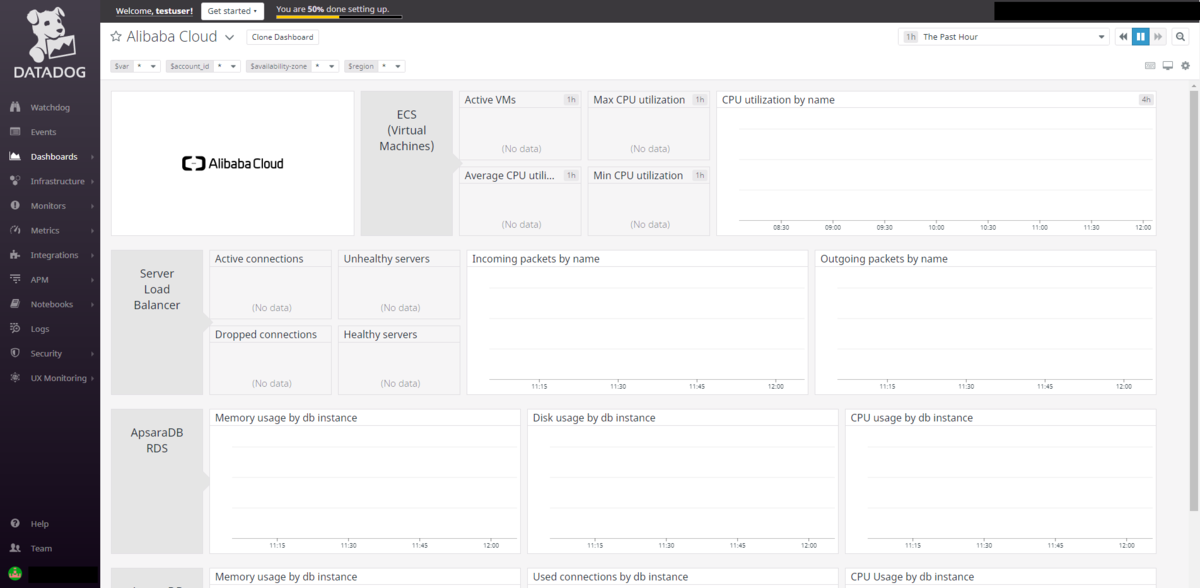 Welcome, testuser!
Get started
You are 50% done setting up.
DATADOG
Alibaba Cloud
Clone Dashboard
1h The Past Hour
$var *
$account_id *
$availability-zone *
$region *
Watchdog
Events
Dashboards
Infrastructure
Monitors
Metrics
Integrations
APM
Notebooks
Logs
Security
UX Monitoring
Help
Team
Alibaba Cloud
ECS
(Virtual
Machines)
Active VMs 1h
(No data)
Max CPU utilization 1h
(No data)
Average CPU utili... 1h
(No data)
Min CPU utilization 1h
(No data)
CPU utilization by name 4h
08:30 09:00 09:30 10:00 10:30 11:00 11:30 12:00
Server
Load
Balancer
Active connections
(No data)
Unhealthy servers
(No data)
Dropped connections
(No data)
Healthy servers
(No data)
Incoming packets by name
11:15 11:30 11:45 12:00
Outgoing packets by name
11:15 11:30 11:45 12:00
ApsaraDB
RDS
Memory usage by db instance
11:15 11:30 11:45 12:00
Disk usage by db instance
11:15 11:30 11:45 12:00
CPU usage by db instance
11:15 11:30 11:45 12:00
Memory usage by db instance
Used connections by db instance
CPU Usage by db instance